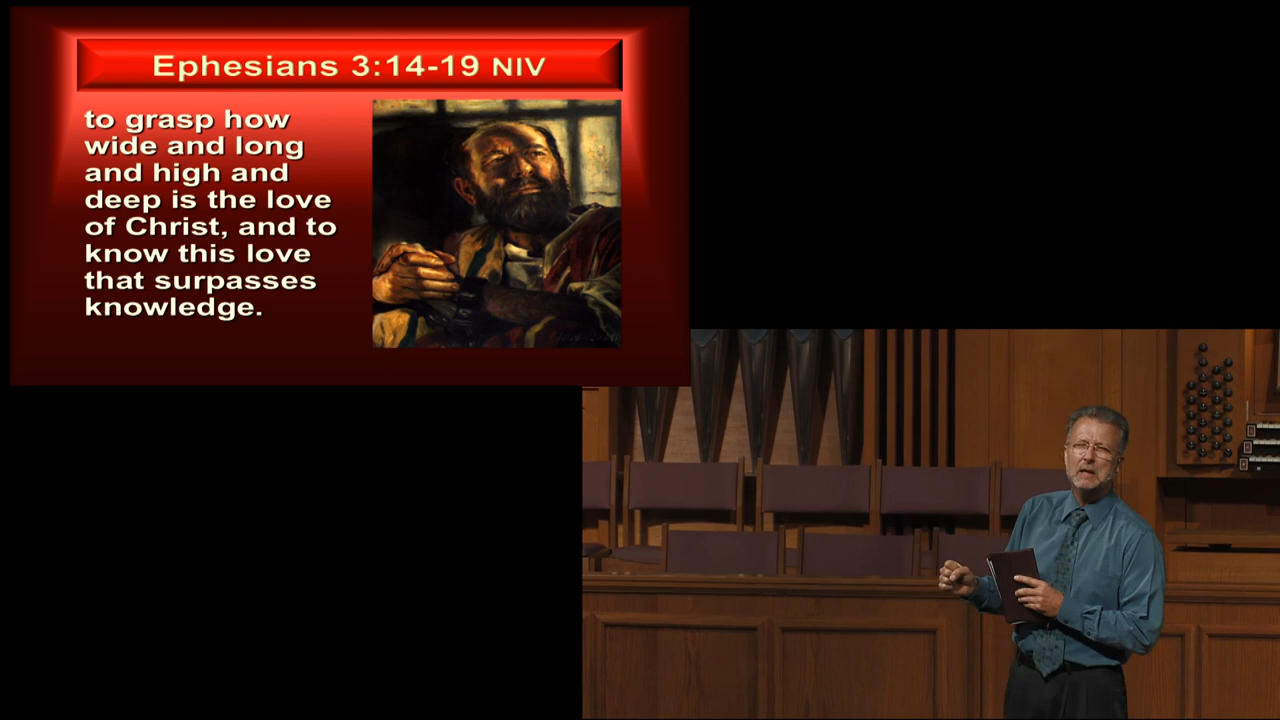 Ephesians 3:14-19 NIV
to grasp how
wide and long
and high and
deep is the love
of Christ, and to
know this love
that surpasses
knowledge.